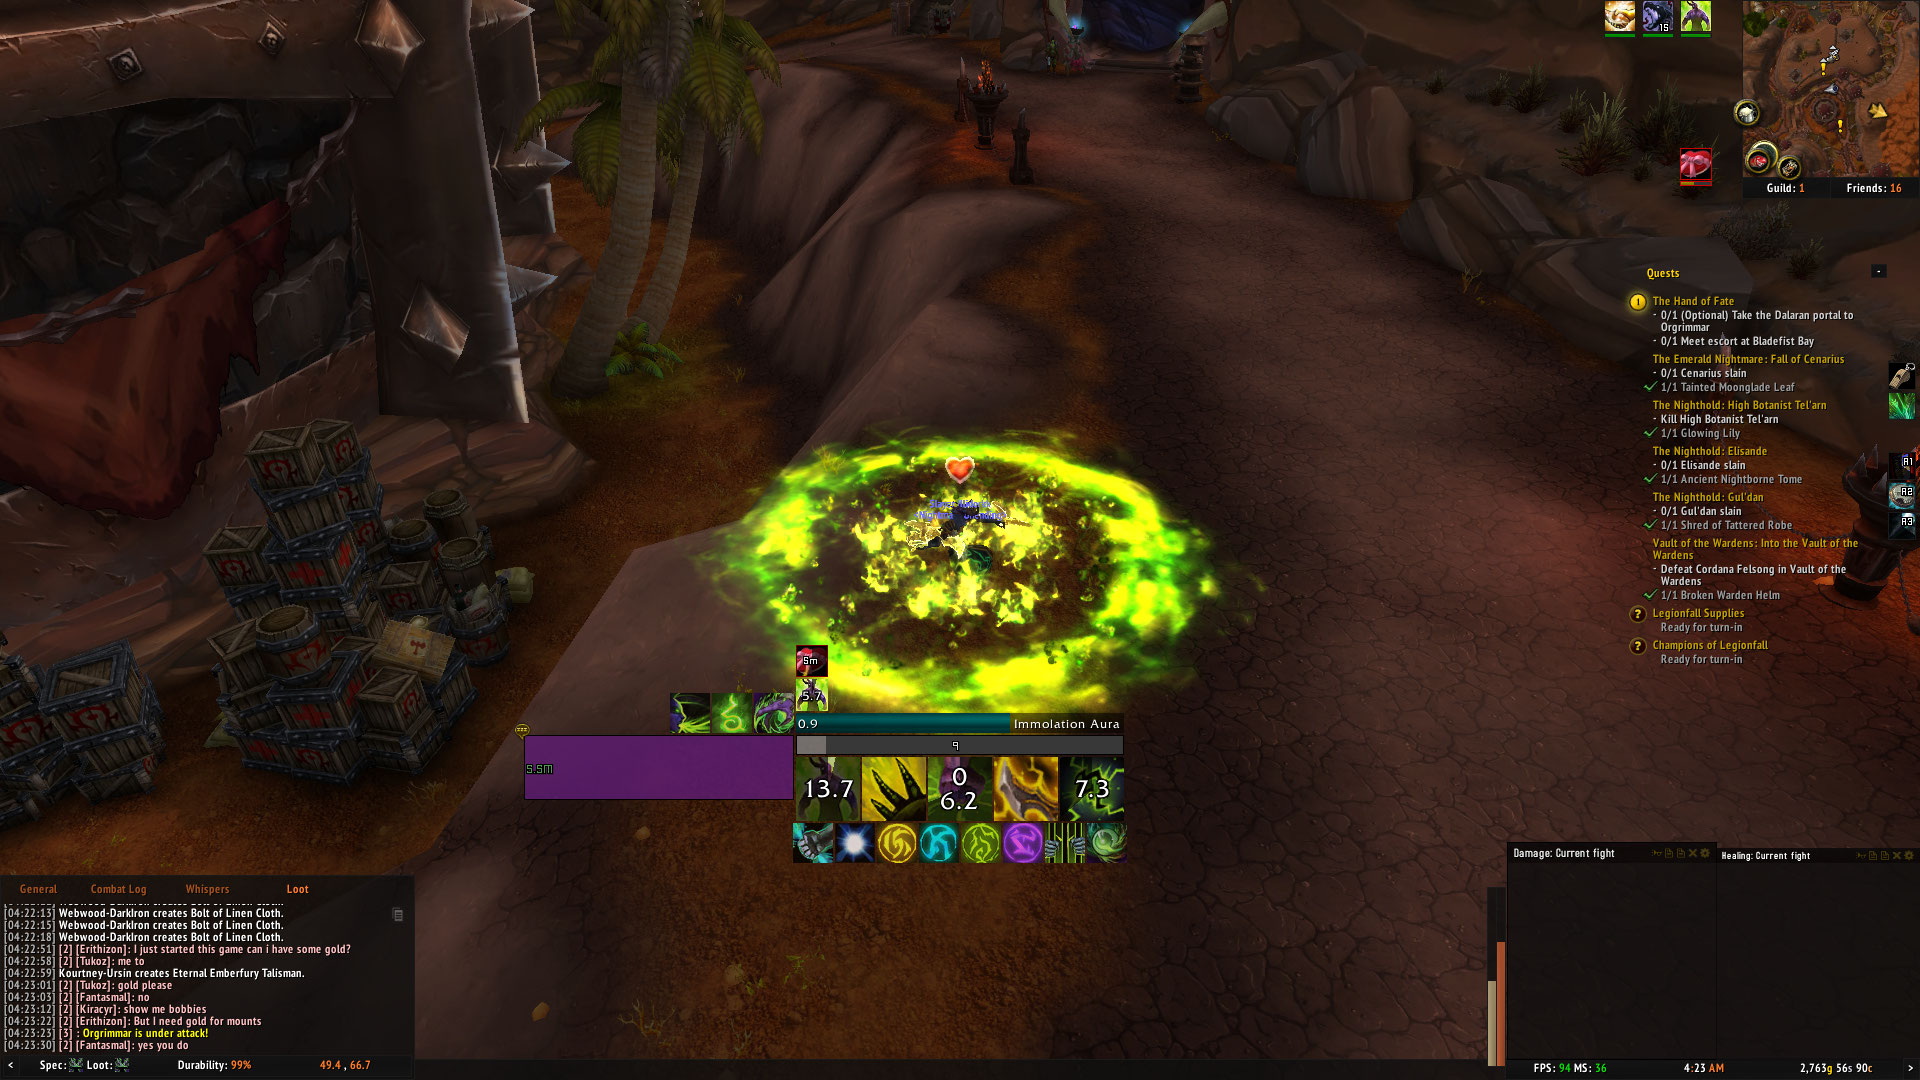 15
Guild: 1
Friends: 16
Quests
-
The Hand of Fate
- 0/1 (Optional) Take the Dalaran portal to
Orgrimmar
- 0/1 Meet escort at Bladefist Bay
The Emerald Nightmare: Fall of Cenarius
- 0/1 Cenarius slain
1/1 Tainted Moonglade Leaf
The Nighthold: High Botanist Tel'arn
- Kill High Botanist Tel'arn
1/1 Glowing Lily
The Nighthold: Elisande
- 0/1 Elisande slain
1/1 Ancient Nightborne Tome
The Nighthold: Gul'dan
- 0/1 Gul'dan slain
1/1 Shred of Tattered Robe
Vault of the Wardens: Into the Vault of the
Wardens
- Defeat Cordana Felsong in Vault of the
Wardens
1/1 Broken Warden Helm
? Legionfall Supplies
Ready for turn-in
? Champions of Legionfall
Ready for turn-in
A1
A2
A3
5m
5.7
0.9 Immolation Aura
9
5.5M
13.7
0
6.2
7.3
General Combat Log Whispers Loot
[04:22:13] Webwood-DarkIron creates Bolt of Linen Cloth.
[04:22:15] Webwood-DarkIron creates Bolt of Linen Cloth.
[04:22:18] Webwood-DarkIron creates Bolt of Linen Cloth.
[04:22:51] [2] [Erithizon]: I just started this game can i have some gold?
[04:22:58] [2] [Tukoz]: me to
[04:22:59] Kourtney-Ursin creates Eternal Emberfury Talisman.
[04:23:01] [2] [Tukoz]: gold please
[04:23:03] [2] [Fantasmal]: no
[04:23:12] [2] [Kiracyr]: show me bobbies
[04:23:22] [2] [Erithizon]: But I need gold for mounts
[04:23:23] [3] : Orgrimmar is under attack!
[04:23:30] [2] [Fantasmal]: yes you do
< Spec: Loot: Durability: 99% 49.4 , 66.7
Damage: Current fight
Healing: Current fight
FPS: 94 MS: 36 4:23 AM 2,763g 56s 90c >